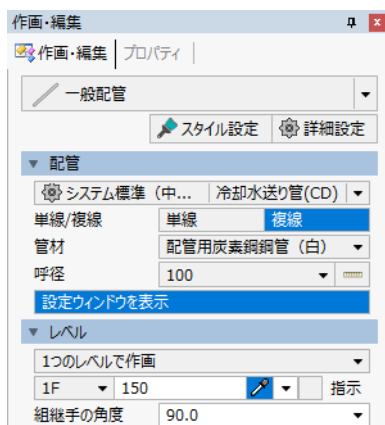 作画・編集
作画・編集 プロパティ
一般配管
スタイル設定 詳細設定
配管
システム標準（中... 冷却水送り管(CD)
単線/複線 単線 複線
管材 配管用炭素鋼鋼管（白）
呼径 100
設定ウィンドウを表示
レベル
1つのレベルで作画
1F 150 指示
組継手の角度 90.0